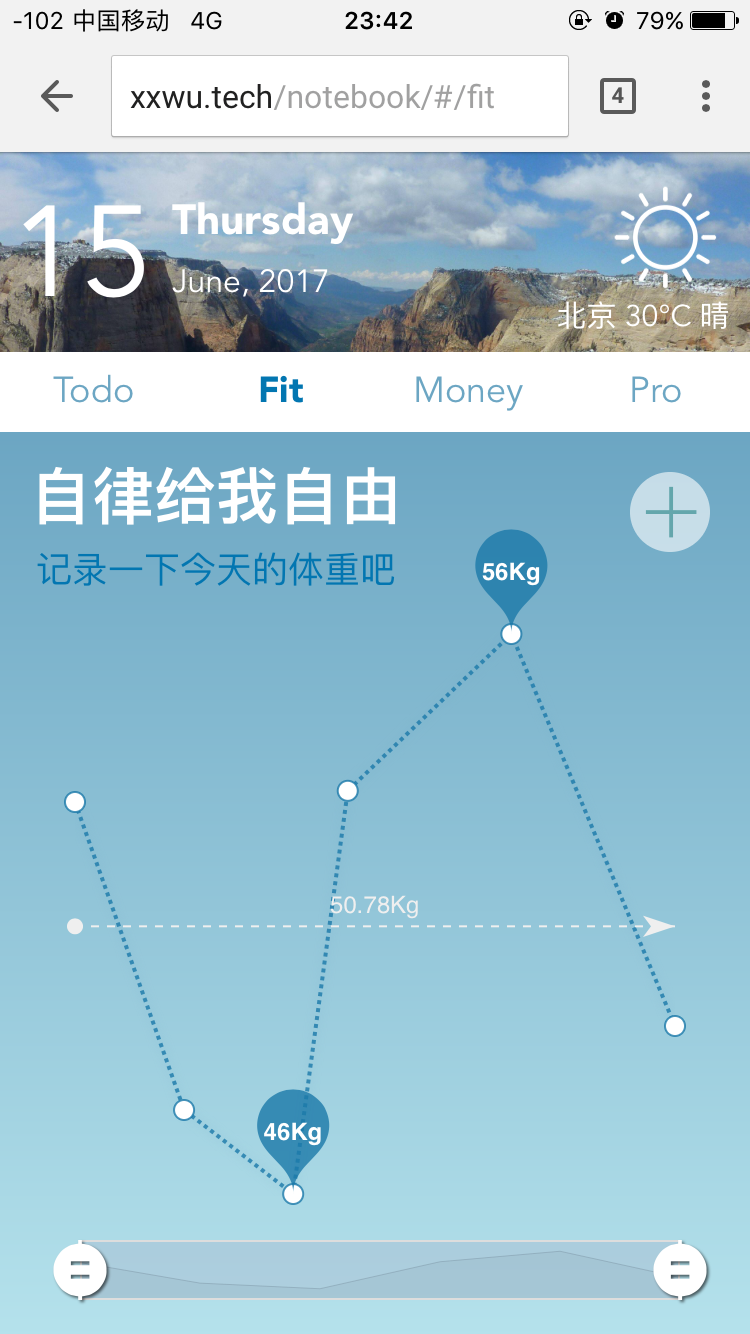 -102 中国移动 4G 23:42 79%
xxwu.tech/notebook/#/fit 4
15 Thursday
June, 2017
北京 30°C 晴
Todo Fit Money Pro
自律给我自由
记录一下今天的体重吧
56Kg
50.78Kg
46Kg